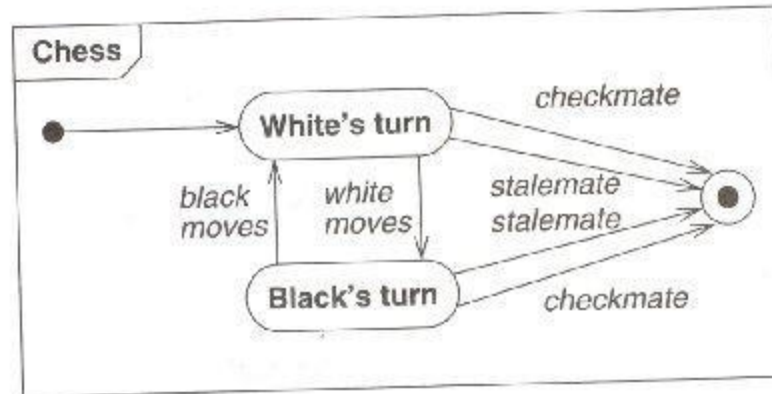 Chess
checkmate
White's turn
black
moves
white
moves
stalemate
stalemate
Black's turn
checkmate